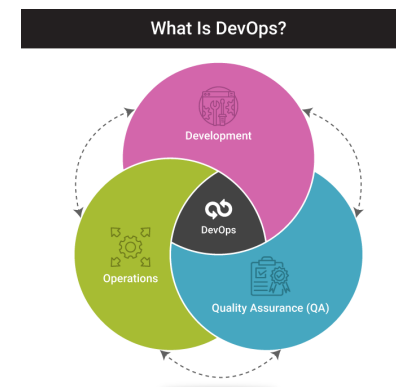 What Is DevOps?
Development
DevOps
Operations
Quality Assurance (QA)